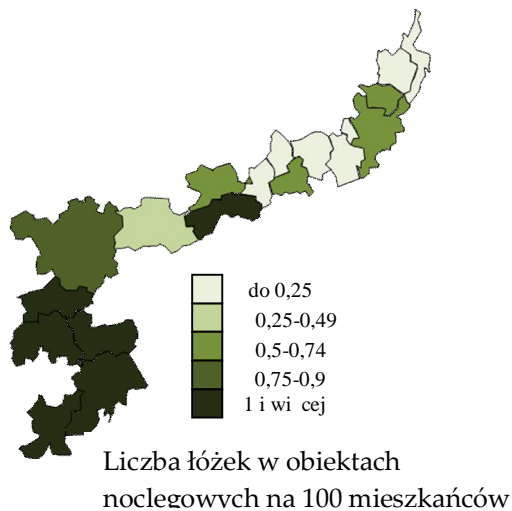 do 0,25
0,25-0,49
0,5-0,74
0,75-0,9
1 i wi cej
Liczba łóżek w obiektach
noclegowych na 100 mieszkańców